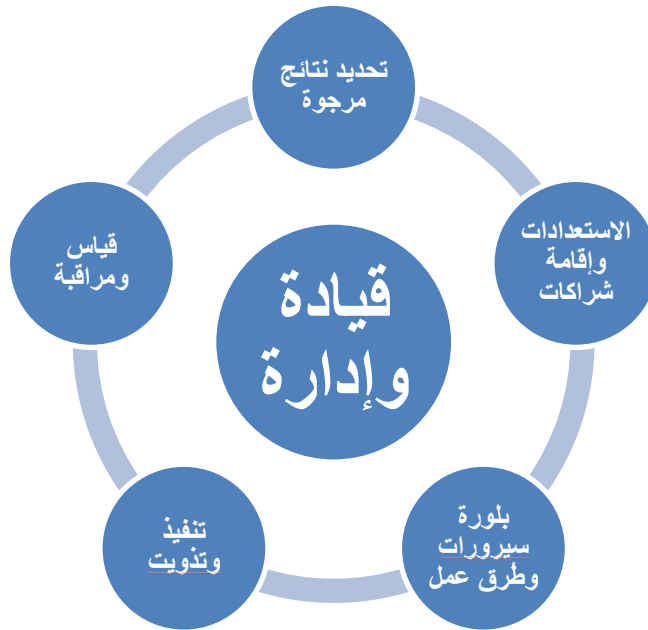 تحديد نتائج
مرجوة
الاستعدادات
وإقامة
شراكات
بلورة
سيرورات
وطرق عمل
تنفيذ
وتذويت
قياس
ومراقبة
قيادة
وإدارة